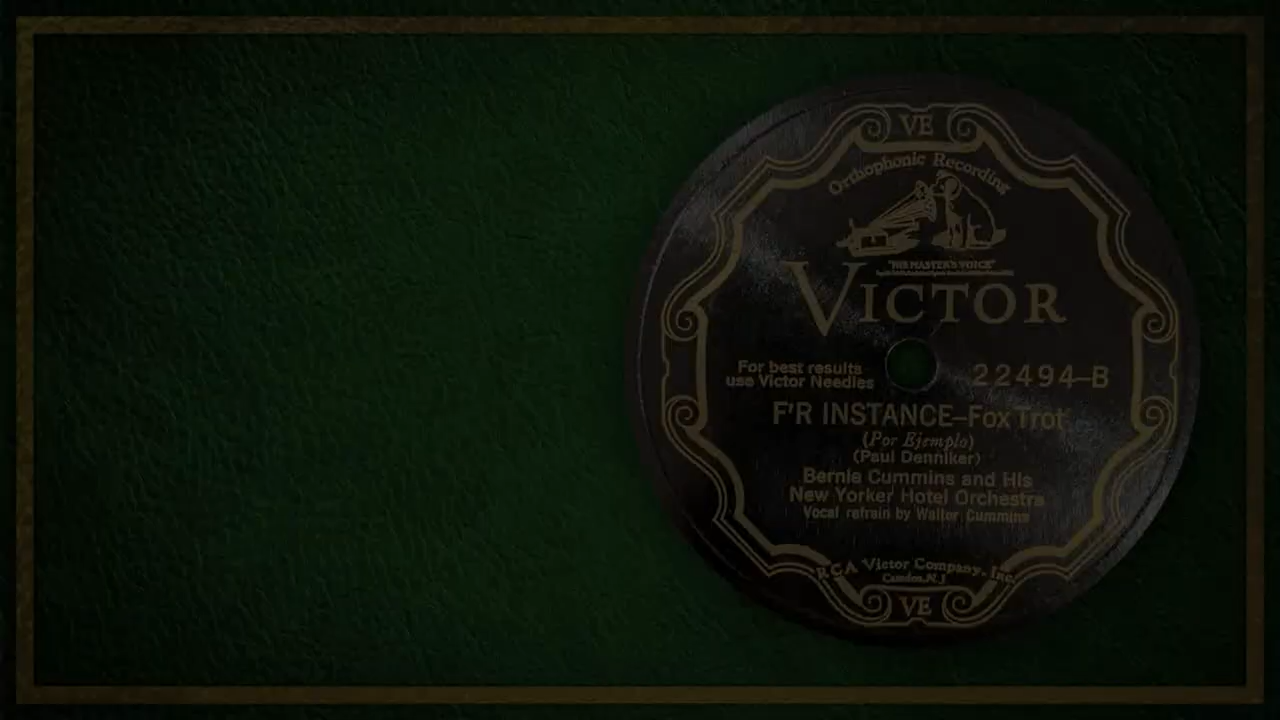 VE
Orthophonic Recording
"HIS MASTER'S VOICE"
VICTOR
For best results
use Victor Needles
22494-B
F'R INSTANCE-Fox Trot
(Por Ejemplo)
(Paul Denniker)
Bernie Cummins and His
New Yorker Hotel Orchestra
Vocal refrain by Walter Cummins
RCA Victor Company, Inc.
Camden, N.J.
VE